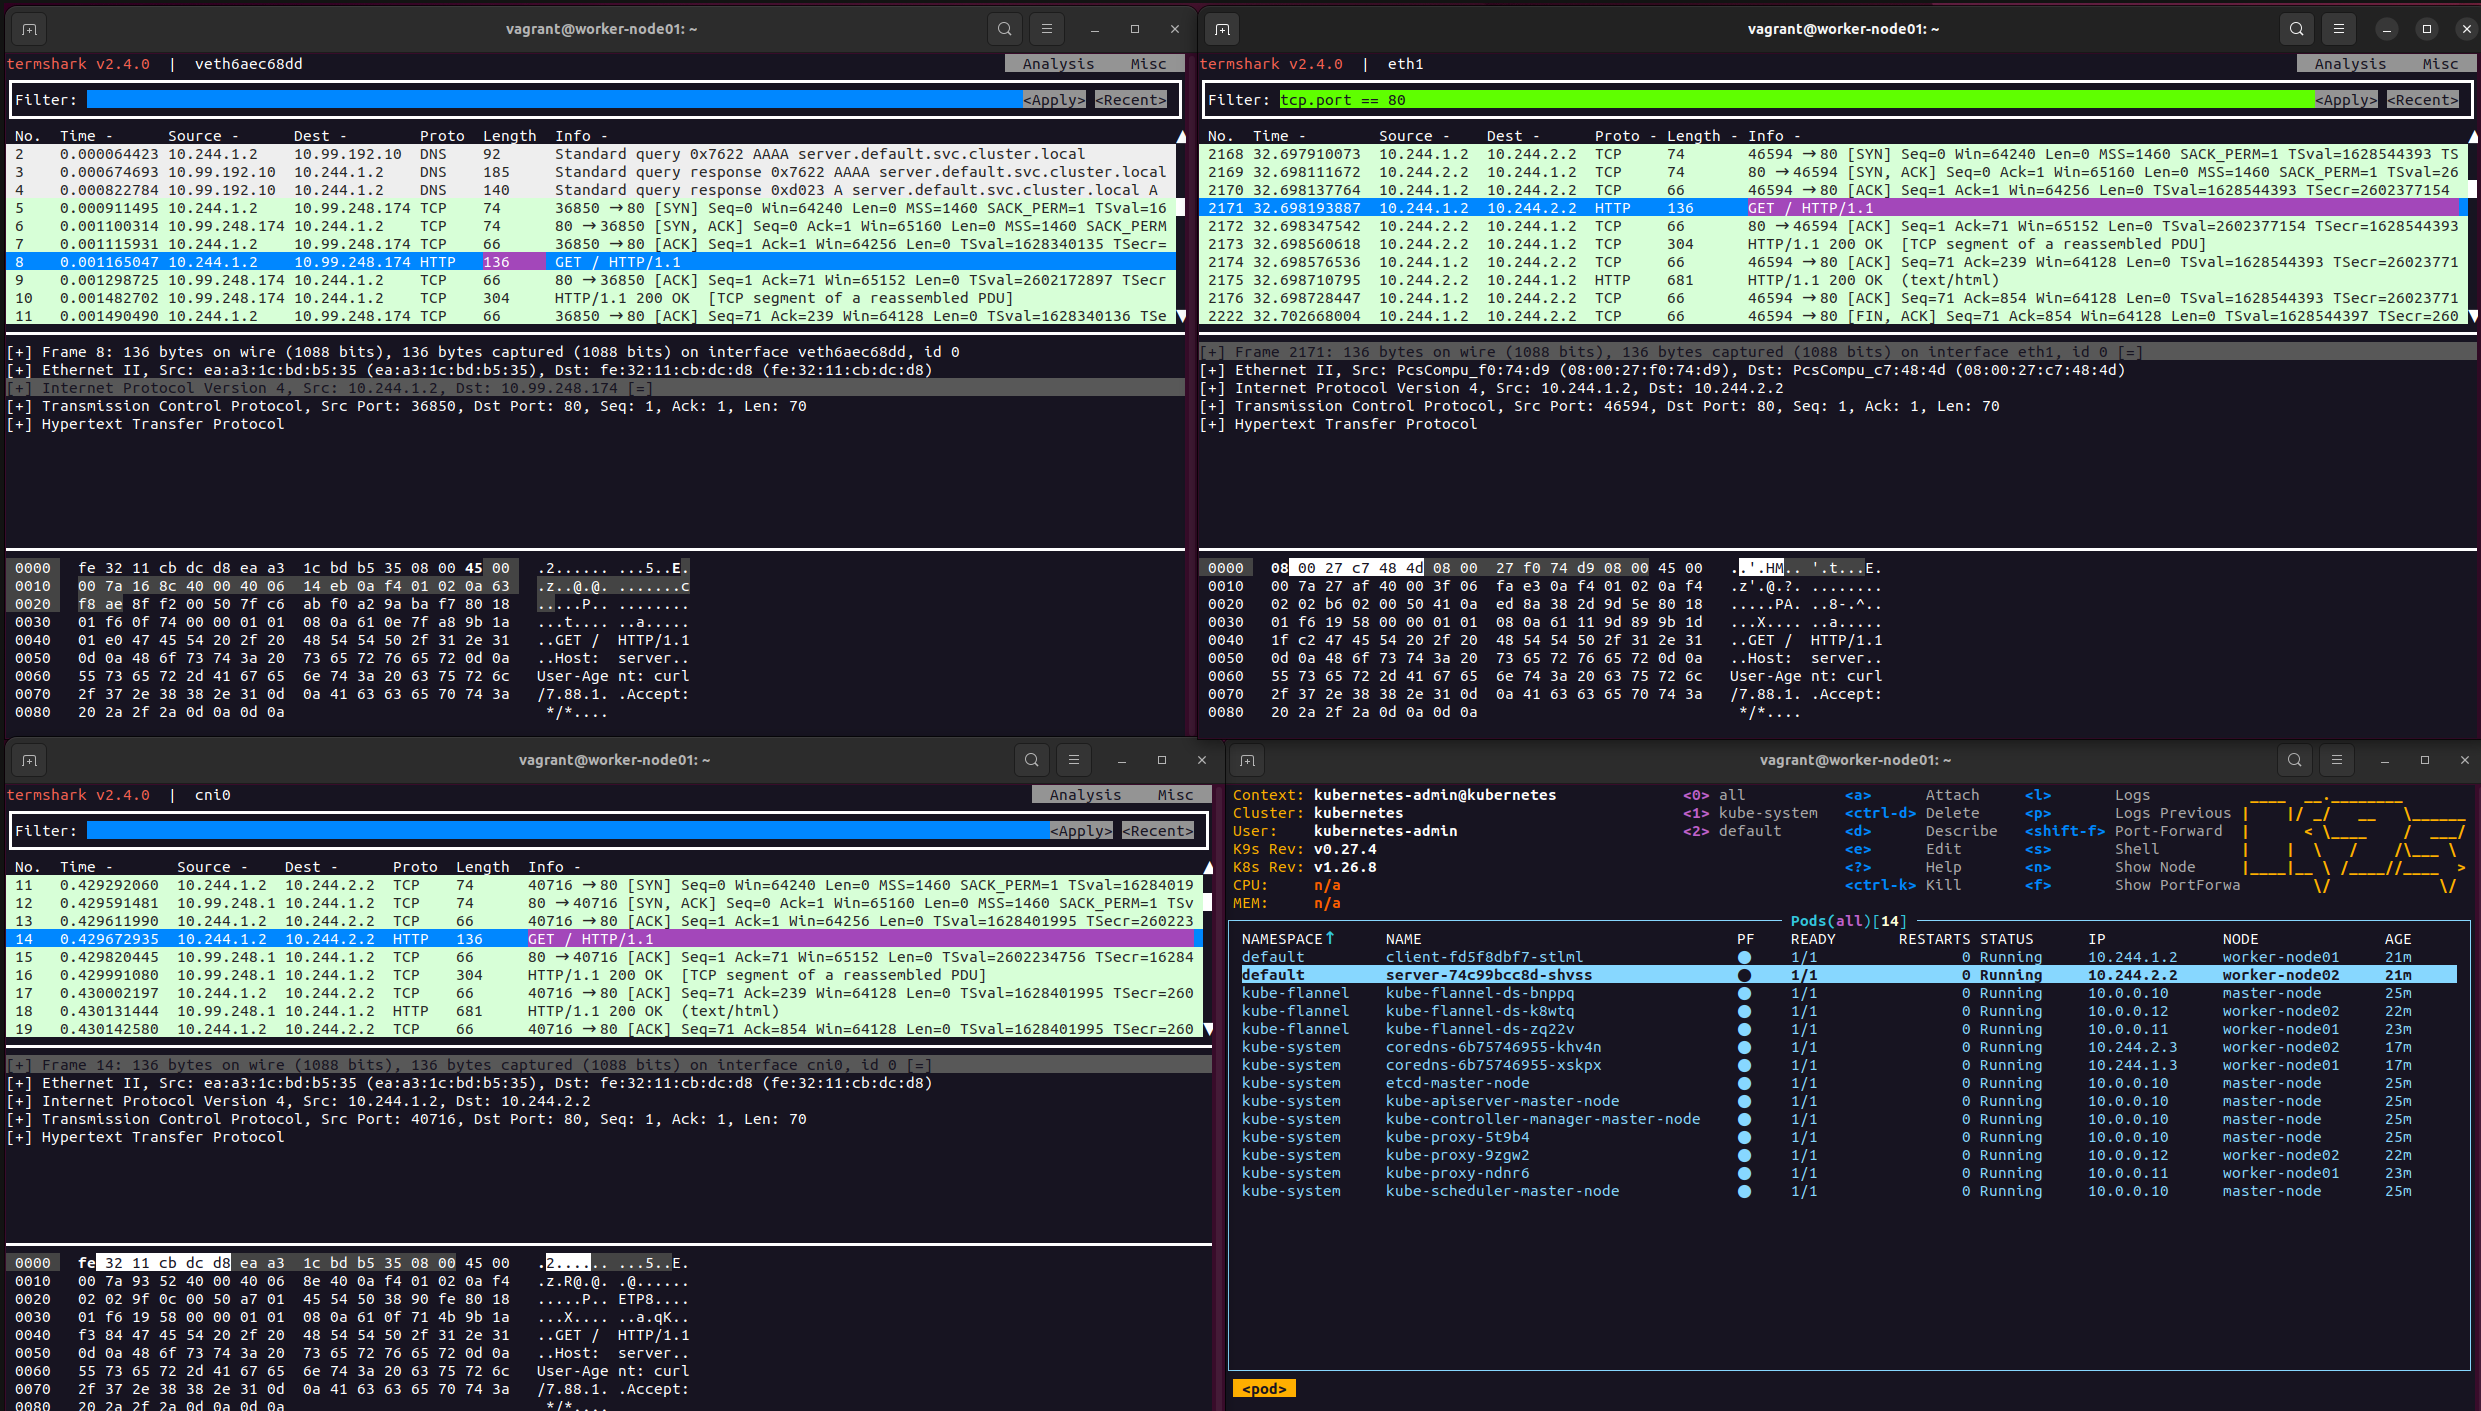 vagrant@worker-node01: ~
termshark v2.4.0 | veth6aec68dd Analysis Misc
Filter: <Apply> <Recent>
No. Time - Source - Dest - Proto Length Info -
2 0.000064423 10.244.1.2 10.99.192.10 DNS 92 Standard query 0x7622 AAAA server.default.svc.cluster.local
3 0.000674693 10.99.192.10 10.244.1.2 DNS 185 Standard query response 0x7622 AAAA server.default.svc.cluster.local
4 0.000822784 10.99.192.10 10.244.1.2 DNS 140 Standard query response 0xd023 A server.default.svc.cluster.local A
5 0.000911495 10.244.1.2 10.99.248.174 TCP 74 36850 → 80 [SYN] Seq=0 Win=64240 Len=0 MSS=1460 SACK_PERM=1 TSval=16
6 0.001100314 10.99.248.174 10.244.1.2 TCP 74 80 → 36850 [SYN, ACK] Seq=0 Ack=1 Win=65160 Len=0 MSS=1460 SACK_PERM
7 0.001115931 10.244.1.2 10.99.248.174 TCP 66 36850 → 80 [ACK] Seq=1 Ack=1 Win=64256 Len=0 TSval=1628340135 TSecr=
8 0.001165047 10.244.1.2 10.99.248.174 HTTP 136 GET / HTTP/1.1
9 0.001298725 10.99.248.174 10.244.1.2 TCP 66 80 → 36850 [ACK] Seq=1 Ack=71 Win=65152 Len=0 TSval=2602172897 TSecr
10 0.001482702 10.99.248.174 10.244.1.2 TCP 304 HTTP/1.1 200 OK [TCP segment of a reassembled PDU]
11 0.001490490 10.244.1.2 10.99.248.174 TCP 66 36850 → 80 [ACK] Seq=71 Ack=239 Win=64128 Len=0 TSval=1628340136 TSe
[+] Frame 8: 136 bytes on wire (1088 bits), 136 bytes captured (1088 bits) on interface veth6aec68dd, id 0
[+] Ethernet II, Src: ea:a3:1c:bd:b5:35 (ea:a3:1c:bd:b5:35), Dst: fe:32:11:cb:dc:d8 (fe:32:11:cb:dc:d8)
[+] Internet Protocol Version 4, Src: 10.244.1.2, Dst: 10.99.248.174 [=]
[+] Transmission Control Protocol, Src Port: 36850, Dst Port: 80, Seq: 1, Ack: 1, Len: 70
[+] Hypertext Transfer Protocol
0000 fe 32 11 cb dc d8 ea a3 1c bd b5 35 08 00 45 00 .2...... ...5..E.
0010 00 7a 16 8c 40 00 40 06 14 eb 0a f4 01 02 0a 63 .z..@.@. .......c
0020 f8 ae 8f f2 00 50 7f c6 ab f0 a2 9a ba f7 80 18 .....P.. ........
0030 01 f6 0f 74 00 00 01 01 08 0a 61 0e 7f a8 9b 1a ...t.... ..a.....
0040 01 e0 47 45 54 20 2f 20 48 54 54 50 2f 31 2e 31 ..GET / HTTP/1.1
0050 0d 0a 48 6f 73 74 3a 20 73 65 72 76 65 72 0d 0a ..Host: server..
0060 55 73 65 72 2d 41 67 65 6e 74 3a 20 63 75 72 6c User-Age nt: curl
0070 2f 37 2e 38 38 2e 31 0d 0a 41 63 63 65 70 74 3a /7.88.1. .Accept:
0080 20 2a 2f 2a 0d 0a 0d 0a */*....
vagrant@worker-node01: ~
termshark v2.4.0 | eth1 Analysis Misc
Filter: tcp.port == 80 <Apply> <Recent>
No. Time - Source - Dest - Proto - Length - Info -
2168 32.697910073 10.244.1.2 10.244.2.2 TCP 74 46594 → 80 [SYN] Seq=0 Win=64240 Len=0 MSS=1460 SACK_PERM=1 TSval=1628544393 TS
2169 32.698111672 10.244.2.2 10.244.1.2 TCP 74 80 → 46594 [SYN, ACK] Seq=0 Ack=1 Win=65160 Len=0 MSS=1460 SACK_PERM=1 TSval=26
2170 32.698137764 10.244.1.2 10.244.2.2 TCP 66 46594 → 80 [ACK] Seq=1 Ack=1 Win=64256 Len=0 TSval=1628544393 TSecr=2602377154
2171 32.698193887 10.244.1.2 10.244.2.2 HTTP 136 GET / HTTP/1.1
2172 32.698347542 10.244.2.2 10.244.1.2 TCP 66 80 → 46594 [ACK] Seq=1 Ack=71 Win=65152 Len=0 TSval=2602377154 TSecr=1628544393
2173 32.698560618 10.244.2.2 10.244.1.2 TCP 304 HTTP/1.1 200 OK [TCP segment of a reassembled PDU]
2174 32.698576536 10.244.1.2 10.244.2.2 TCP 66 46594 → 80 [ACK] Seq=71 Ack=239 Win=64128 Len=0 TSval=1628544393 TSecr=26023771
2175 32.698710795 10.244.2.2 10.244.1.2 HTTP 681 HTTP/1.1 200 OK (text/html)
2176 32.698728447 10.244.1.2 10.244.2.2 TCP 66 46594 → 80 [ACK] Seq=71 Ack=854 Win=64128 Len=0 TSval=1628544393 TSecr=26023771
2222 32.702668004 10.244.1.2 10.244.2.2 TCP 66 46594 → 80 [FIN, ACK] Seq=71 Ack=854 Win=64128 Len=0 TSval=1628544397 TSecr=260
[+] Frame 2171: 136 bytes on wire (1088 bits), 136 bytes captured (1088 bits) on interface eth1, id 0 [=]
[+] Ethernet II, Src: PcsCompu_f0:74:d9 (08:00:27:f0:74:d9), Dst: PcsCompu_c7:48:4d (08:00:27:c7:48:4d)
[+] Internet Protocol Version 4, Src: 10.244.1.2, Dst: 10.244.2.2
[+] Transmission Control Protocol, Src Port: 46594, Dst Port: 80, Seq: 1, Ack: 1, Len: 70
[+] Hypertext Transfer Protocol
0000 08 00 27 c7 48 4d 08 00 27 f0 74 d9 08 00 45 00 ..'.HM.. '.t...E.
0010 00 7a 27 af 40 00 3f 06 fa e3 0a f4 01 02 0a f4 .z'.@.?. ........
0020 02 02 b6 02 00 50 41 0a ed 8a 38 2d 9d 5e 80 18 .....PA. ..8-.^..
0030 01 f6 19 58 00 00 01 01 08 0a 61 11 9d 89 9b 1d ...X.... ..a.....
0040 1f c2 47 45 54 20 2f 20 48 54 54 50 2f 31 2e 31 ..GET / HTTP/1.1
0050 0d 0a 48 6f 73 74 3a 20 73 65 72 76 65 72 0d 0a ..Host: server..
0060 55 73 65 72 2d 41 67 65 6e 74 3a 20 63 75 72 6c User-Age nt: curl
0070 2f 37 2e 38 38 2e 31 0d 0a 41 63 63 65 70 74 3a /7.88.1. .Accept:
0080 20 2a 2f 2a 0d 0a 0d 0a */*....
vagrant@worker-node01: ~
termshark v2.4.0 | cni0 Analysis Misc
Filter: <Apply> <Recent>
No. Time - Source - Dest - Proto Length Info -
11 0.429292060 10.244.1.2 10.244.2.2 TCP 74 40716 → 80 [SYN] Seq=0 Win=64240 Len=0 MSS=1460 SACK_PERM=1 TSval=16284019
12 0.429591481 10.99.248.1 10.244.1.2 TCP 74 80 → 40716 [SYN, ACK] Seq=0 Ack=1 Win=65160 Len=0 MSS=1460 SACK_PERM=1 TSv
13 0.429611990 10.244.1.2 10.244.2.2 TCP 66 40716 → 80 [ACK] Seq=1 Ack=1 Win=64256 Len=0 TSval=1628401995 TSecr=260223
14 0.429672935 10.244.1.2 10.244.2.2 HTTP 136 GET / HTTP/1.1
15 0.429820445 10.99.248.1 10.244.1.2 TCP 66 80 → 40716 [ACK] Seq=1 Ack=71 Win=65152 Len=0 TSval=2602234756 TSecr=16284
16 0.429991080 10.99.248.1 10.244.1.2 TCP 304 HTTP/1.1 200 OK [TCP segment of a reassembled PDU]
17 0.430002197 10.244.1.2 10.244.2.2 TCP 66 40716 → 80 [ACK] Seq=71 Ack=239 Win=64128 Len=0 TSval=1628401995 TSecr=260
18 0.430131444 10.99.248.1 10.244.1.2 HTTP 681 HTTP/1.1 200 OK (text/html)
19 0.430142580 10.244.1.2 10.244.2.2 TCP 66 40716 → 80 [ACK] Seq=71 Ack=854 Win=64128 Len=0 TSval=1628401995 TSecr=260
[+] Frame 14: 136 bytes on wire (1088 bits), 136 bytes captured (1088 bits) on interface cni0, id 0 [=]
[+] Ethernet II, Src: ea:a3:1c:bd:b5:35 (ea:a3:1c:bd:b5:35), Dst: fe:32:11:cb:dc:d8 (fe:32:11:cb:dc:d8)
[+] Internet Protocol Version 4, Src: 10.244.1.2, Dst: 10.244.2.2
[+] Transmission Control Protocol, Src Port: 40716, Dst Port: 80, Seq: 1, Ack: 1, Len: 70
[+] Hypertext Transfer Protocol
0000 fe 32 11 cb dc d8 ea a3 1c bd b5 35 08 00 45 00 .2...... ...5..E.
0010 00 7a 93 52 40 00 40 06 8e 40 0a f4 01 02 0a f4 .z.R@.@. .@......
0020 02 02 9f 0c 00 50 a7 01 45 54 50 38 90 fe 80 18 .....P.. ETP8....
0030 01 f6 19 58 00 00 01 01 08 0a 61 0f 71 4b 9b 1a ...X.... ..a.qK..
0040 f3 84 47 45 54 20 2f 20 48 54 54 50 2f 31 2e 31 ..GET / HTTP/1.1
0050 0d 0a 48 6f 73 74 3a 20 73 65 72 76 65 72 0d 0a ..Host: server..
0060 55 73 65 72 2d 41 67 65 6e 74 3a 20 63 75 72 6c User-Age nt: curl
0070 2f 37 2e 38 38 2e 31 0d 0a 41 63 63 65 70 74 3a /7.88.1. .Accept:
0080 20 2a 2f 2a 0d 0a 0d 0a */*....
vagrant@worker-node01: ~
Context: kubernetes-admin@kubernetes <0> all <a> Attach <l> Logs
Cluster: kubernetes <1> kube-system <ctrl-d> Delete <p> Logs Previous
User: kubernetes-admin <2> default <d> Describe <shift-f> Port-Forward
K9s Rev: v0.27.4 <e> Edit <s> Shell
K8s Rev: v1.26.8 <?> Help <n> Show Node
CPU: n/a <ctrl-k> Kill <f> Show PortForwa
MEM: n/a
Pods(all)[14]
NAMESPACE↑ NAME PF READY RESTARTS STATUS IP NODE AGE
default client-fd5f8dbf7-stlml ● 1/1 0 Running 10.244.1.2 worker-node01 21m
default server-74c99bcc8d-shvss ● 1/1 0 Running 10.244.2.2 worker-node02 21m
kube-flannel kube-flannel-ds-bnppq ● 1/1 0 Running 10.0.0.10 master-node 25m
kube-flannel kube-flannel-ds-k8wtq ● 1/1 0 Running 10.0.0.12 worker-node02 22m
kube-flannel kube-flannel-ds-zq22v ● 1/1 0 Running 10.0.0.11 worker-node01 23m
kube-system coredns-6b75746955-khv4n ● 1/1 0 Running 10.244.2.3 worker-node02 17m
kube-system coredns-6b75746955-xskpx ● 1/1 0 Running 10.244.1.3 worker-node01 17m
kube-system etcd-master-node ● 1/1 0 Running 10.0.0.10 master-node 25m
kube-system kube-apiserver-master-node ● 1/1 0 Running 10.0.0.10 master-node 25m
kube-system kube-controller-manager-master-node ● 1/1 0 Running 10.0.0.10 master-node 25m
kube-system kube-proxy-5t9b4 ● 1/1 0 Running 10.0.0.10 master-node 25m
kube-system kube-proxy-9zgw2 ● 1/1 0 Running 10.0.0.12 worker-node02 22m
kube-system kube-proxy-ndnr6 ● 1/1 0 Running 10.0.0.11 worker-node01 23m
kube-system kube-scheduler-master-node ● 1/1 0 Running 10.0.0.10 master-node 25m
<pod>